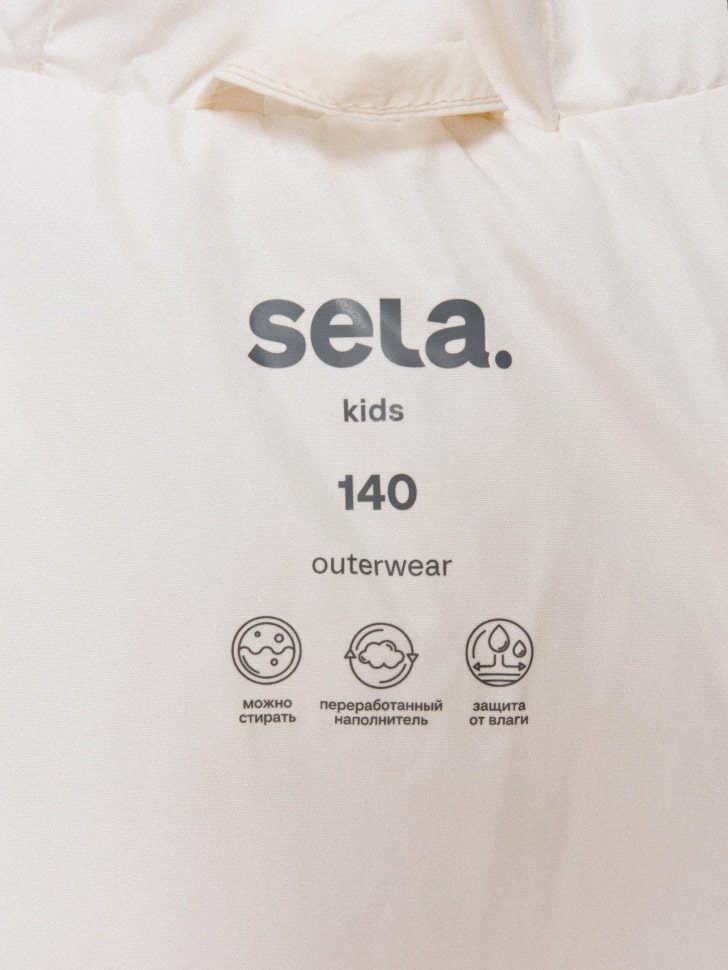 sela.
kids
140
outerwear
можно
стирать
переработанный
наполнитель
защита
от влаги